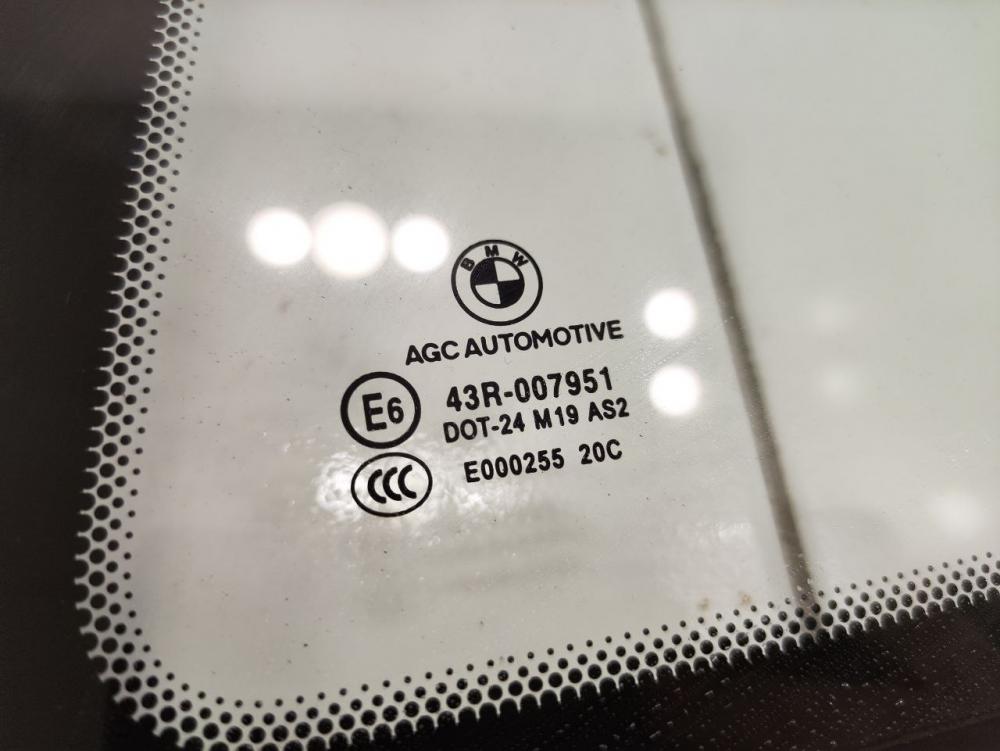 BMW
AGC AUTOMOTIVE
E6 43R-007951
DOT-24 M19 AS2
CCC E000255 20C